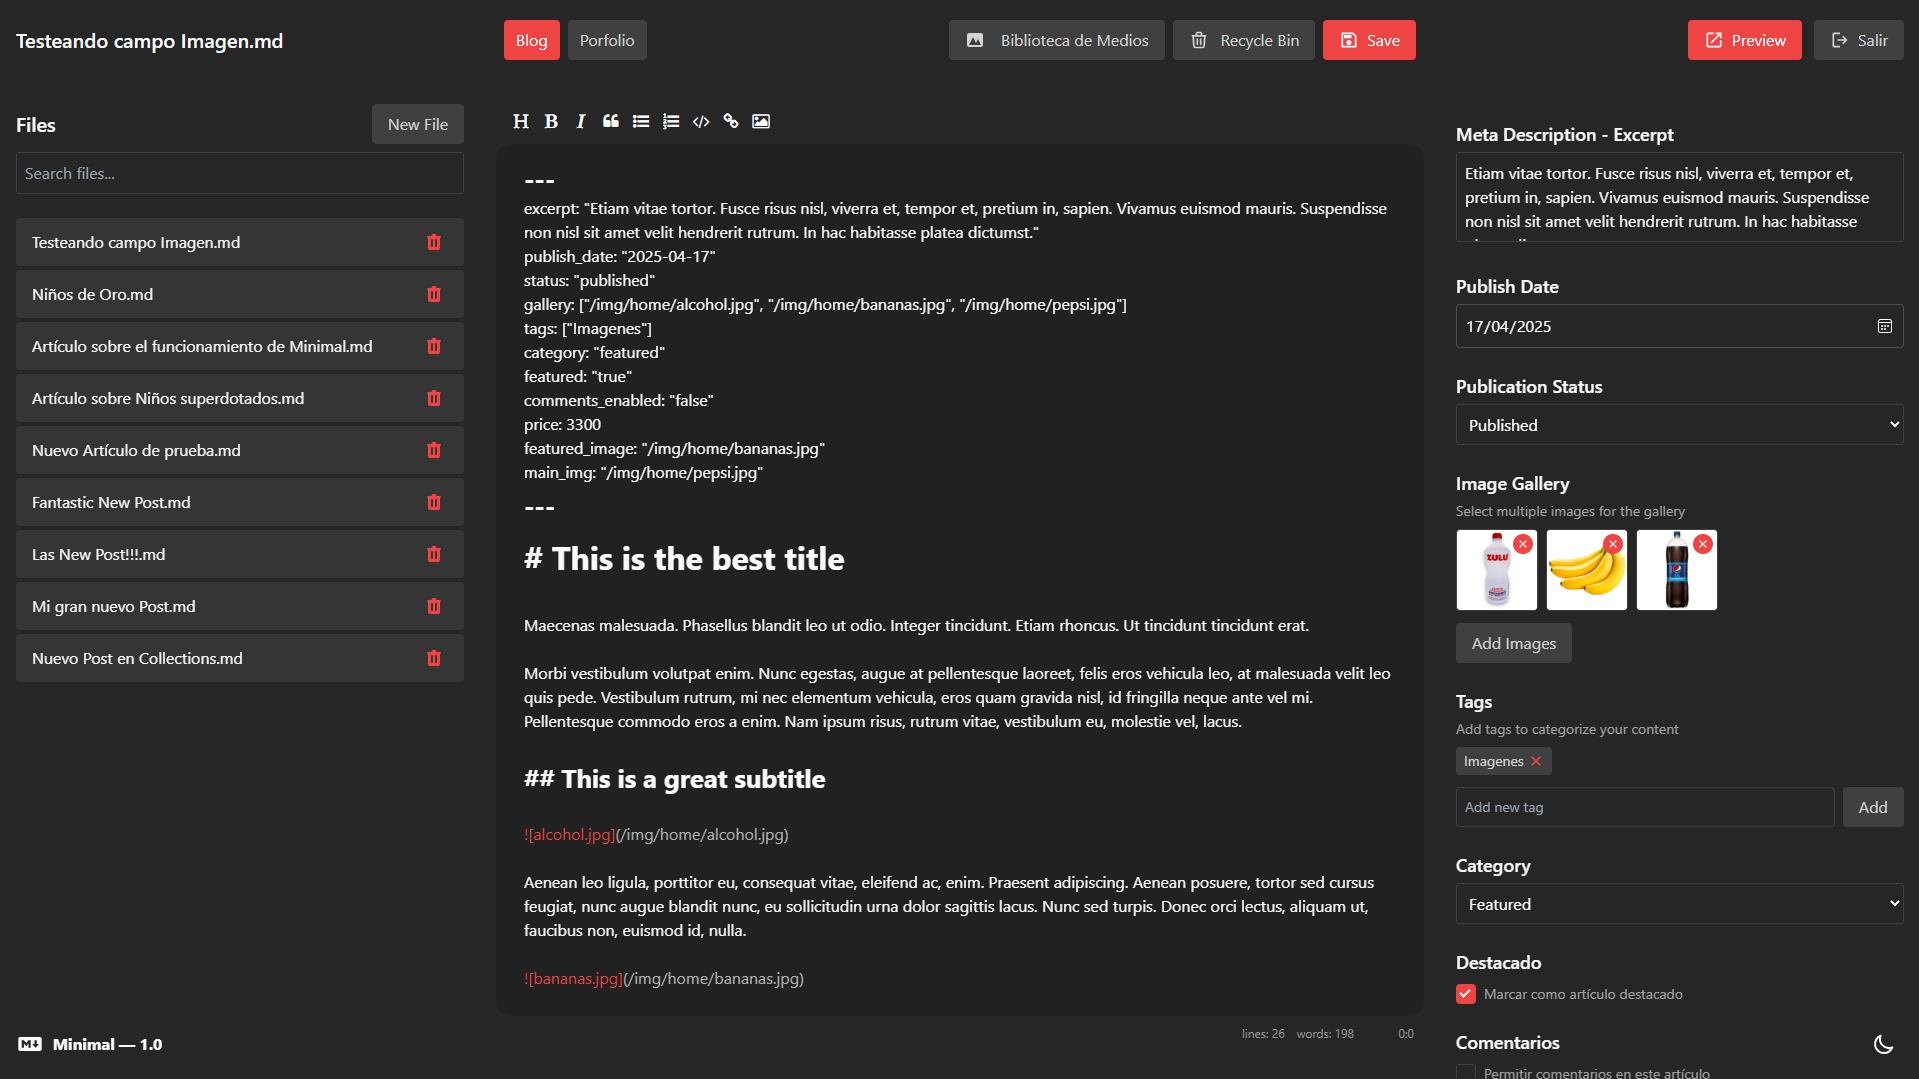 Testeando campo Imagen.md
Blog
Porfolio
Biblioteca de Medios
Recycle Bin
Save
Preview
Salir
Files
New File
Search files...
Testeando campo Imagen.md
Niños de Oro.md
Artículo sobre el funcionamiento de Minimal.md
Artículo sobre Niños superdotados.md
Nuevo Artículo de prueba.md
Fantastic New Post.md
Las New Post!!!.md
Mi gran nuevo Post.md
Nuevo Post en Collections.md
Minimal — 1.0
---
excerpt: "Etiam vitae tortor. Fusce risus nisl, viverra et, tempor et, pretium in, sapien. Vivamus euismod mauris. Suspendisse
non nisl sit amet velit hendrerit rutrum. In hac habitasse platea dictumst."
publish_date: "2025-04-17"
status: "published"
gallery: ["/img/home/alcohol.jpg", "/img/home/bananas.jpg", "/img/home/pepsi.jpg"]
tags: ["Imagenes"]
category: "featured"
featured: "true"
comments_enabled: "false"
price: 3300
featured_image: "/img/home/bananas.jpg"
main_img: "/img/home/pepsi.jpg"
---
# This is the best title
Maecenas malesuada. Phasellus blandit leo ut odio. Integer tincidunt. Etiam rhoncus. Ut tincidunt tincidunt erat.
Morbi vestibulum volutpat enim. Nunc egestas, augue at pellentesque laoreet, felis eros vehicula leo, at malesuada velit leo
quis pede. Vestibulum rutrum, mi nec elementum vehicula, eros quam gravida nisl, id fringilla neque ante vel mi.
Pellentesque commodo eros a enim. Nam ipsum risus, rutrum vitae, vestibulum eu, molestie vel, lacus.
## This is a great subtitle
![alcohol.jpg](/img/home/alcohol.jpg)
Aenean leo ligula, porttitor eu, consequat vitae, eleifend ac, enim. Praesent adipiscing. Aenean posuere, tortor sed cursus
feugiat, nunc augue blandit nunc, eu sollicitudin urna dolor sagittis lacus. Nunc sed turpis. Donec orci lectus, aliquam ut,
faucibus non, euismod id, nulla.
![bananas.jpg](/img/home/bananas.jpg)
lines: 26 words: 198 0:0
Meta Description - Excerpt
Etiam vitae tortor. Fusce risus nisl, viverra et, tempor et,
pretium in, sapien. Vivamus euismod mauris. Suspendisse
non nisl sit amet velit hendrerit rutrum. In hac habitasse
Publish Date
17/04/2025
Publication Status
Published
Image Gallery
Select multiple images for the gallery
ZULU
Add Images
Tags
Add tags to categorize your content
Imagenes
Add new tag
Add
Category
Featured
Destacado
Marcar como artículo destacado
Comentarios
Permitir comentarios en este artículo